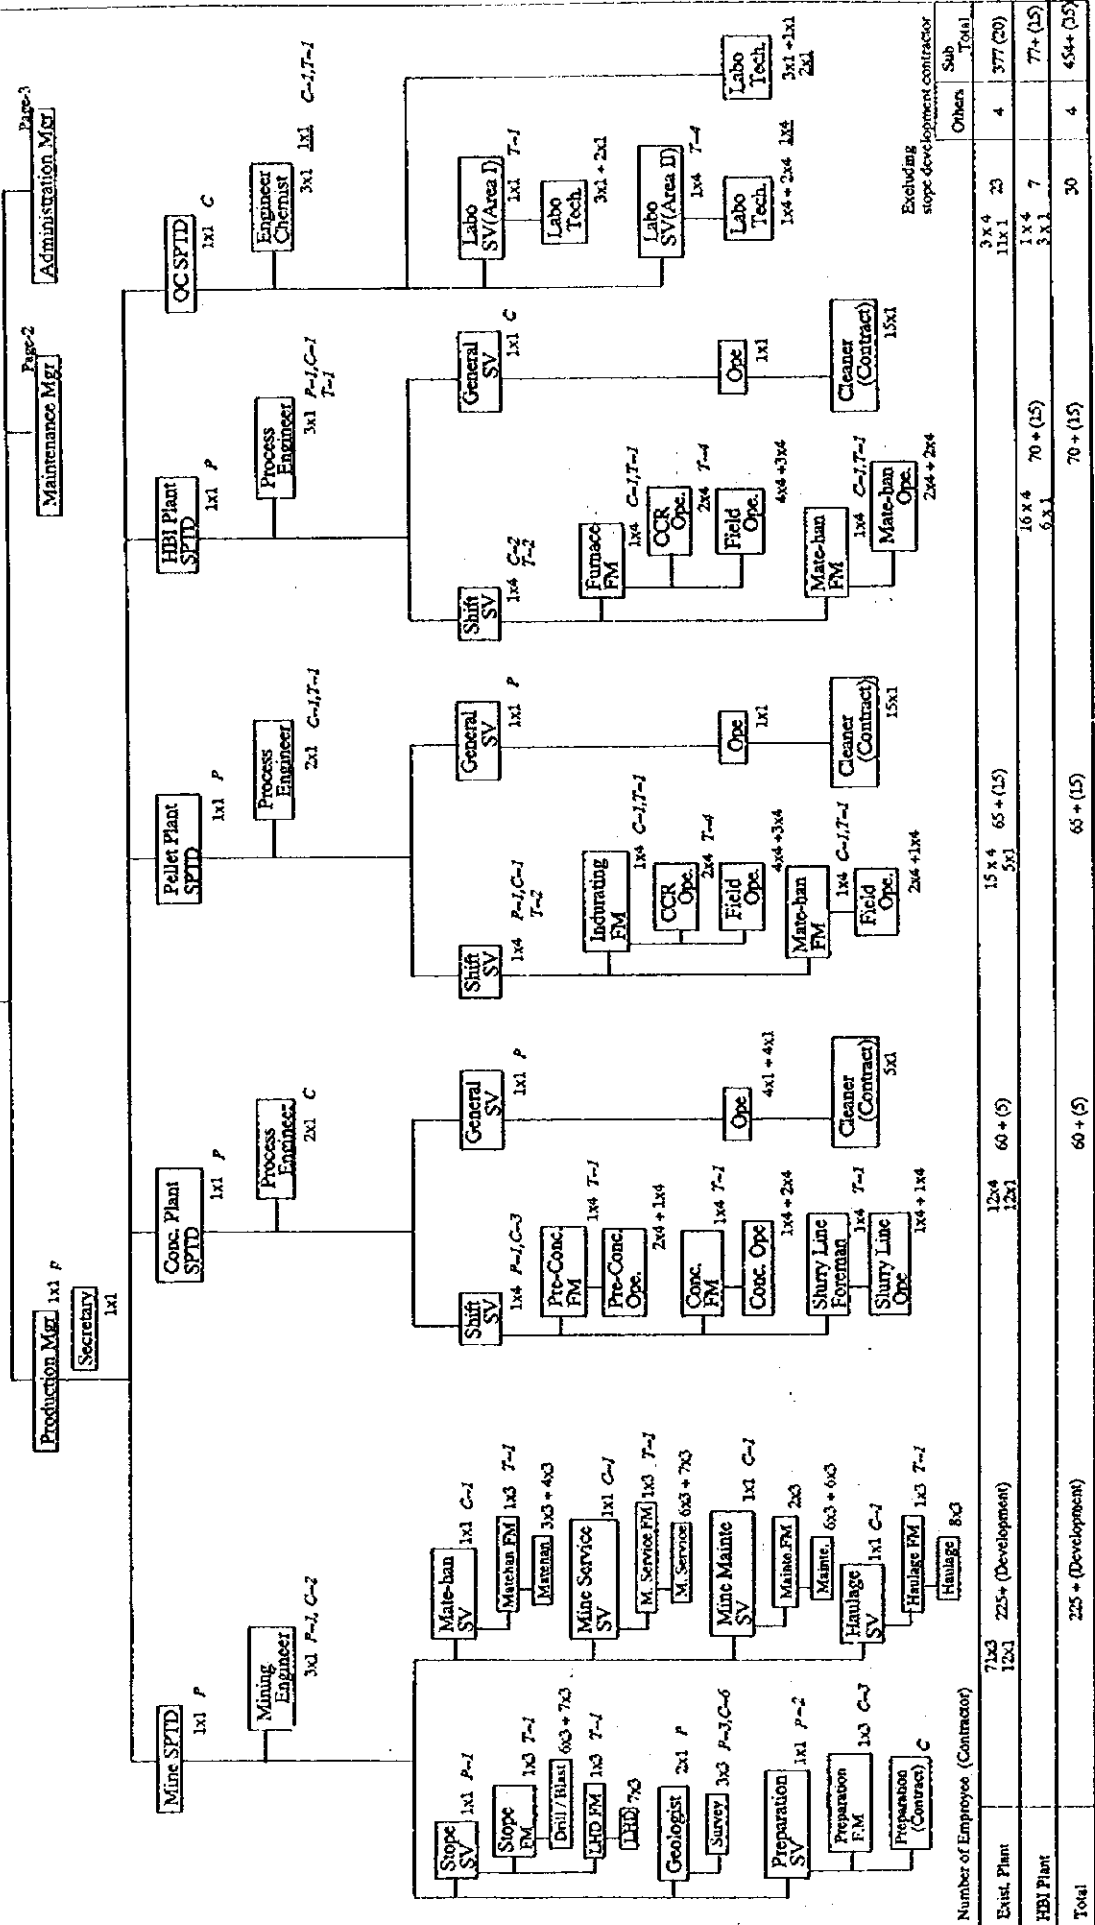 Page-2
Page-3
Maintenance Mgr
Administration Mgr
Production Mgr 1x1 P
Secretary
1x1
Mine SPTD
1x1 P
Mining
Engineer
3x1 P-1, C-2
Stope
SV
1x1 P-1
Stope
FM
1x3 T-1
Drill / Blast
6x3 + 7x3
LHD FM
1x3 T-1
LHD
7x3
Geologist
2x1 P
Survey
3x3 P-3,C-6
Preparation
SV
1x1 P-2
Preparation
F.M
1x3 C-3
Preparation
(Contract)
C
Mate-han
SV
1x1 C-1
Matehan FM
1x3 T-1
Matehan
3x3 + 4x3
Mine Service
SV
1x1 C-1
M. Service FM
1x3 T-1
M. Service
6x3 + 7x3
Mine Mainte
SV
1x1 C-1
Mainte.FM
2x3
Mainte.
6x3 + 6x3
Haulage
SV
1x1 C-1
Haulage FM
1x3 T-1
Haulage
8x3
Conc. Plant
SPTD
1x1 P
Process
Engineer
2x1 C
Shift
SV
1x4 P-1,C-3
Pre-Conc.
FM
1x4 T-1
Pre-Conc.
Ope.
2x4 + 1x4
Conc.
FM
1x4 T-1
Conc. Ope
1x4 + 2x4
Slurry Line
Foreman
1x4 T-1
Slurry Line
Ope
1x4 + 1x4
General
SV
1x1 P
Ope
4x1 + 4x1
Cleaner
(Contract)
5x1
Pellet Plant
SPTD
1x1 P
Process
Engineer
2x1 C-1,T-1
Shift
SV
1x4 P-1,C-1
T-2
Indurating
FM
1x4 C-1,T-1
CCR
Ope.
2x4 T-4
Field
Ope.
4x4 +3x4
Mate-han
FM
1x4 C-1,T-1
Field
Ope.
2x4 +1x4
General
SV
1x1 P
Ope
1x1
Cleaner
(Contract)
15x1
HBI Plant
SPTD
1x1 P
Process
Engineer
3x1 P-1,C-1
T-1
Shift
SV
1x4 C-2
T-2
Furnace
FM
1x4 C-1,T-1
CCR
Ope.
2x4 T-4
Field
Ope.
4x4 +3x4
Mate-han
FM
1x4 C-1,T-1
Mate-han
Ope.
2x4 + 2x4
General
SV
1x1 C
Ope
1x1
Cleaner
(Contract)
15x1
QC SPTD
1x1 C
Engineer
Chemist
3x1 1x1 C-1,T-1
Labo
SV(Area I)
1x1 T-1
Labo
Tech.
3x1 + 2x1
Labo
SV(Area II)
1x4 T-4
Labo
Tech.
1x4 + 2x4 1x4
Labo
Tech.
3x1 +1x1
2x1
Excluding
stope development contractor
Number of Employee (Contractor)
Others
Sub
Total
Exist. Plant
71x3
12x1
225+ (Development)
12x4
12x1
60 + (5)
15 x 4
5x1
65 + (15)
3 x 4
11x 1
23
4
377 (20)
HBI Plant
16 x 4
6 x 1
70 + (15)
1 x 4
3 x 1
7
77+ (15)
Total
225 + (Development)
60 + (5)
65 + (15)
70 + (15)
30
4
454+ (35)